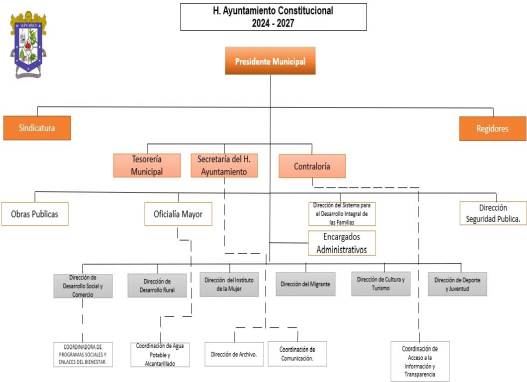 H. Ayuntamiento Constitucional
2024 - 2027
Presidente Municipal
Sindicatura
Regidores
Tesorería
Municipal
Secretaría del H.
Ayuntamiento
Contraloría
Obras Publicas
Oficialía Mayor
Dirección del Sistema para
el Desarrollo Integral de
las Familias
Dirección
Seguridad Publica.
Encargados
Administrativos
Dirección de
Desarrollo Social y
Comercio
Dirección de
Desarrollo Rural
Dirección del Instituto
de la Mujer
Dirección del Migrante
Dirección de Cultura y
Turismo
Dirección de Deporte
y Juventud
COORDINADORA DE
PROGRAMAS SOCIALES Y
ENLACES DEL BIENESTAR.
Coordinación de Agua
Potable y
Alcantarillado
Dirección de Archivo.
Coordinación de
Comunicación.
Coordinación de
Acceso a la
Información y
Transparencia